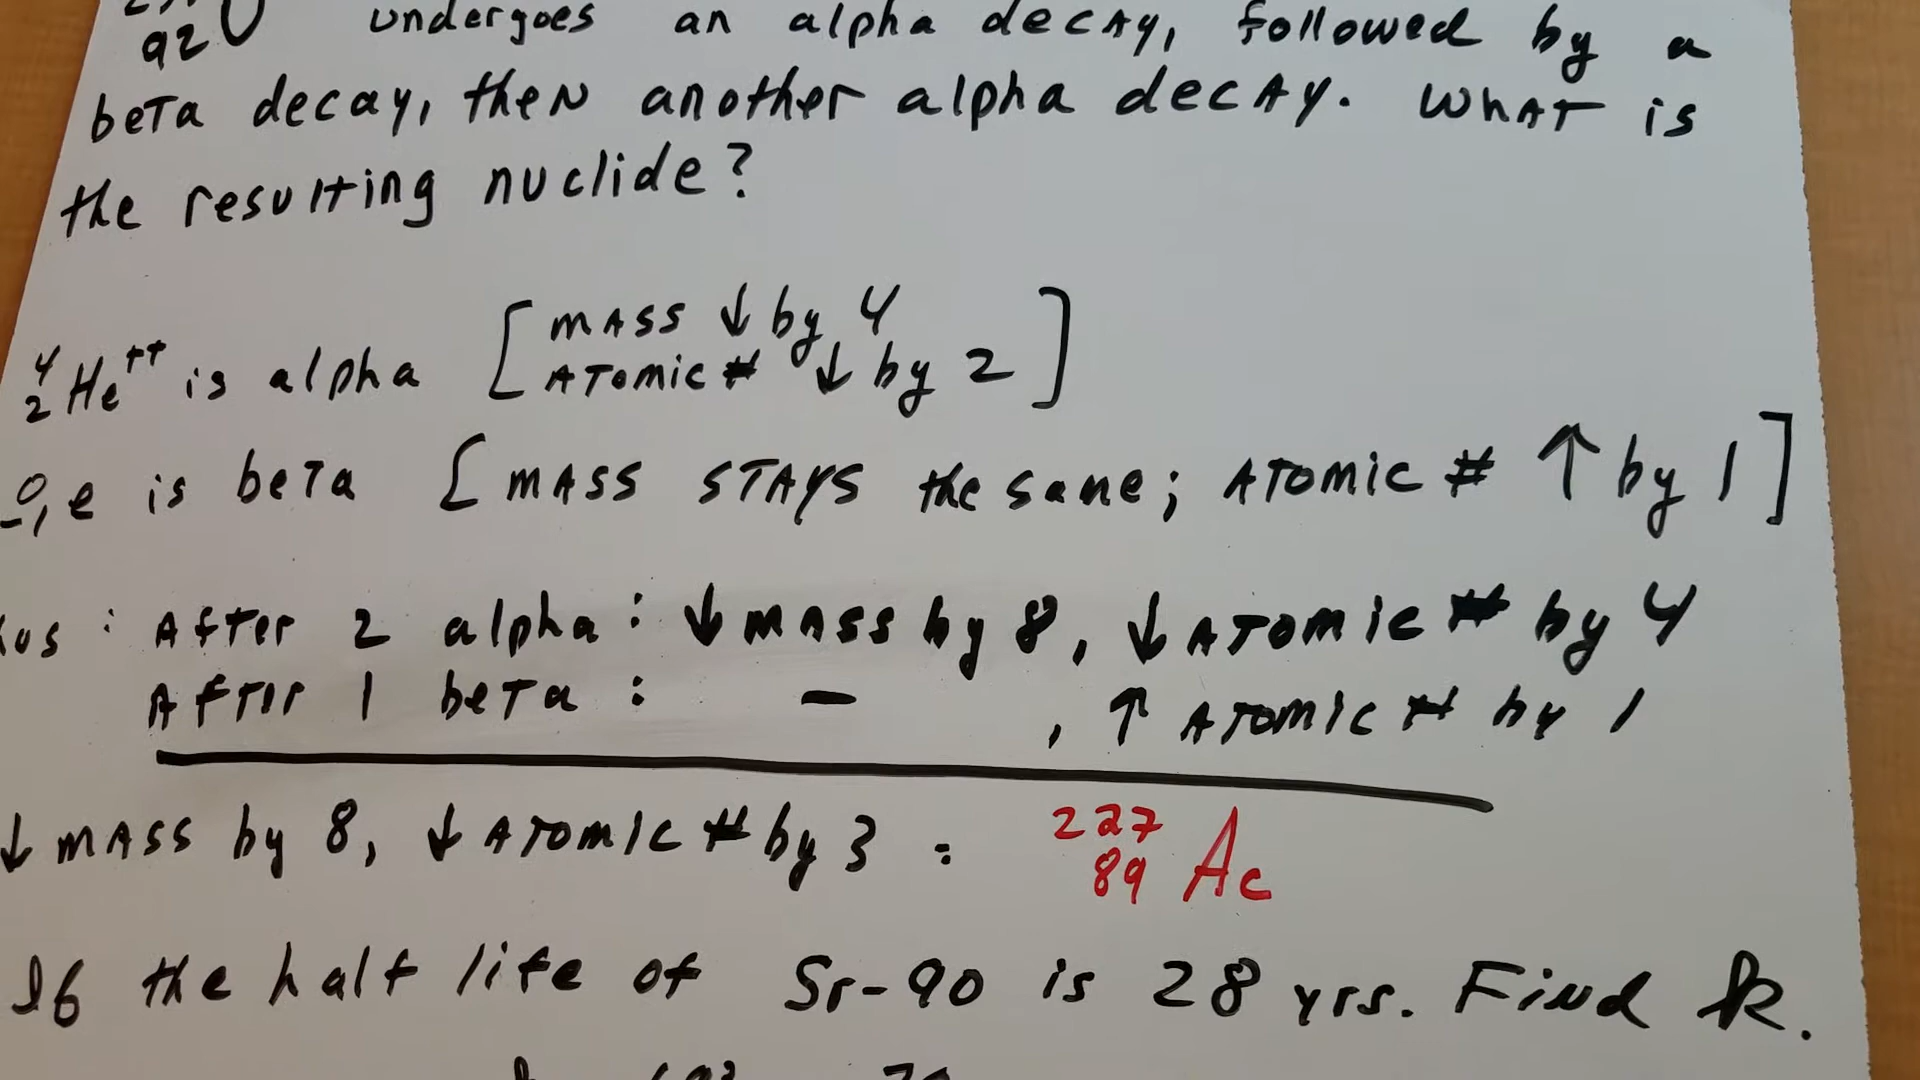 92U undergoes an alpha decay, followed by a
beta decay, then another alpha decay. What is
the resulting nuclide?
4 2 He++ is alpha [mass ↓ by 4
Atomic # ↓ by 2]
0 -1 e is beta [mass stays the same; Atomic # ↑ by 1]
: After 2 alpha: ↓ mass by 8, ↓ Atomic # by 4
After 1 beta: - , ↑ Atomic # by 1
↓ mass by 8, ↓ Atomic # by 3 = 227 89 Ac
If the half life of Sr-90 is 28 yrs. Find k.